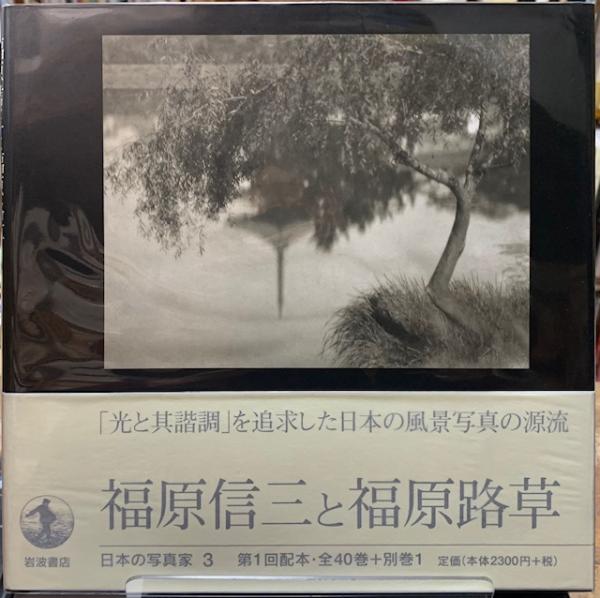 「光と其諧調」を追求した日本の風景写真の源流
福原信三と福原路草
岩波書店
日本の写真家 3 第1回配本・全40巻＋別巻1 定価(本体2300円＋税)